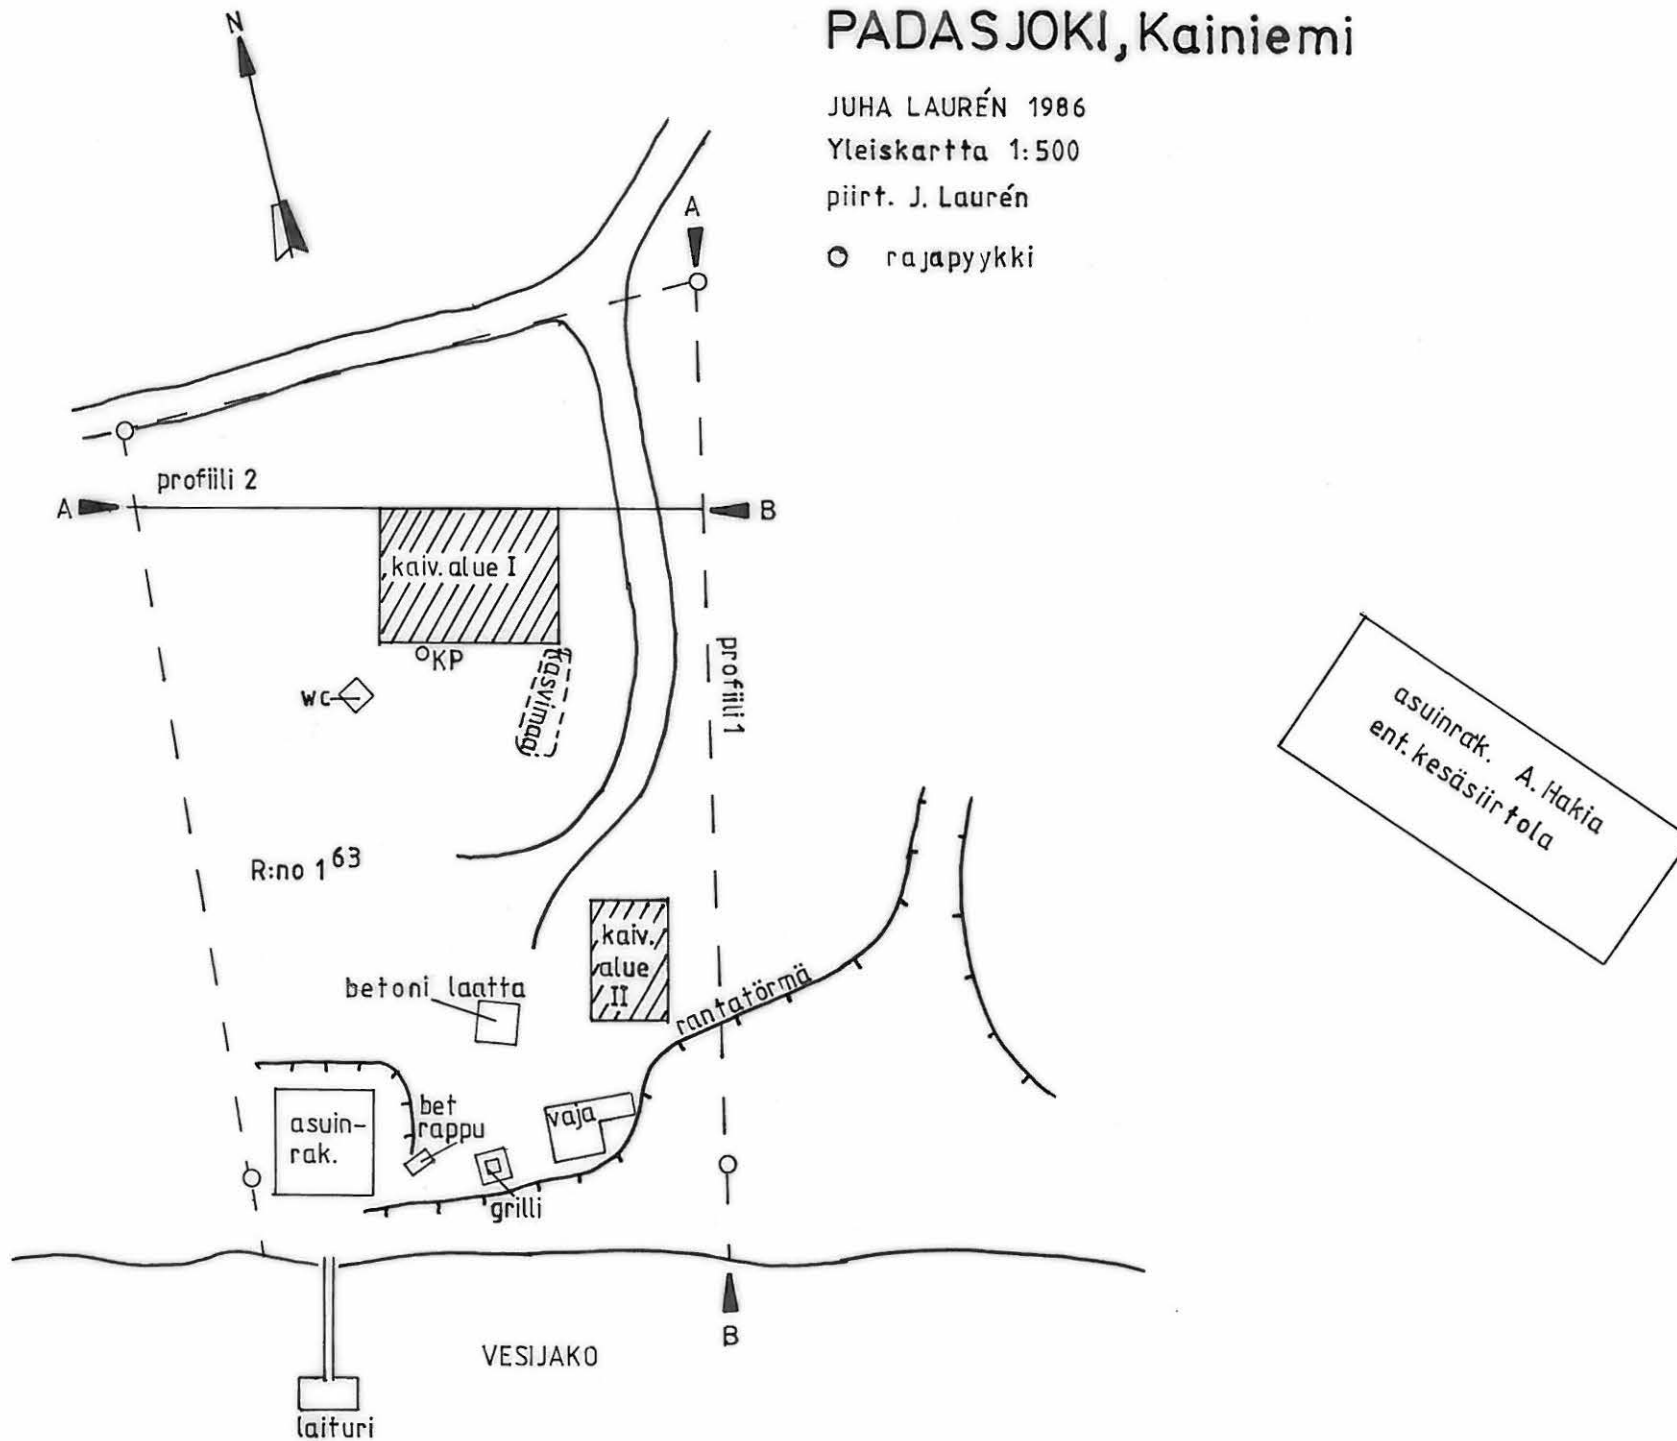 PADASJOKI, Kainiemi
JUHA LAURÉN 1986
Yleiskartta 1:500
piirt. J. Laurén
rajapyykki
N
A
profiili 2
A
B
kaiv. alue I
KP
kasvimaa
WC
profiili 1
asuinrak. A. Hakia
ent. kesäsiirtola
R:no 1⁶³
kaiv.
alue
II
betoni laatta
rantatörmä
asuin-
rak.
bet
rappu
vaja
grilli
B
VESIJAKO
laituri